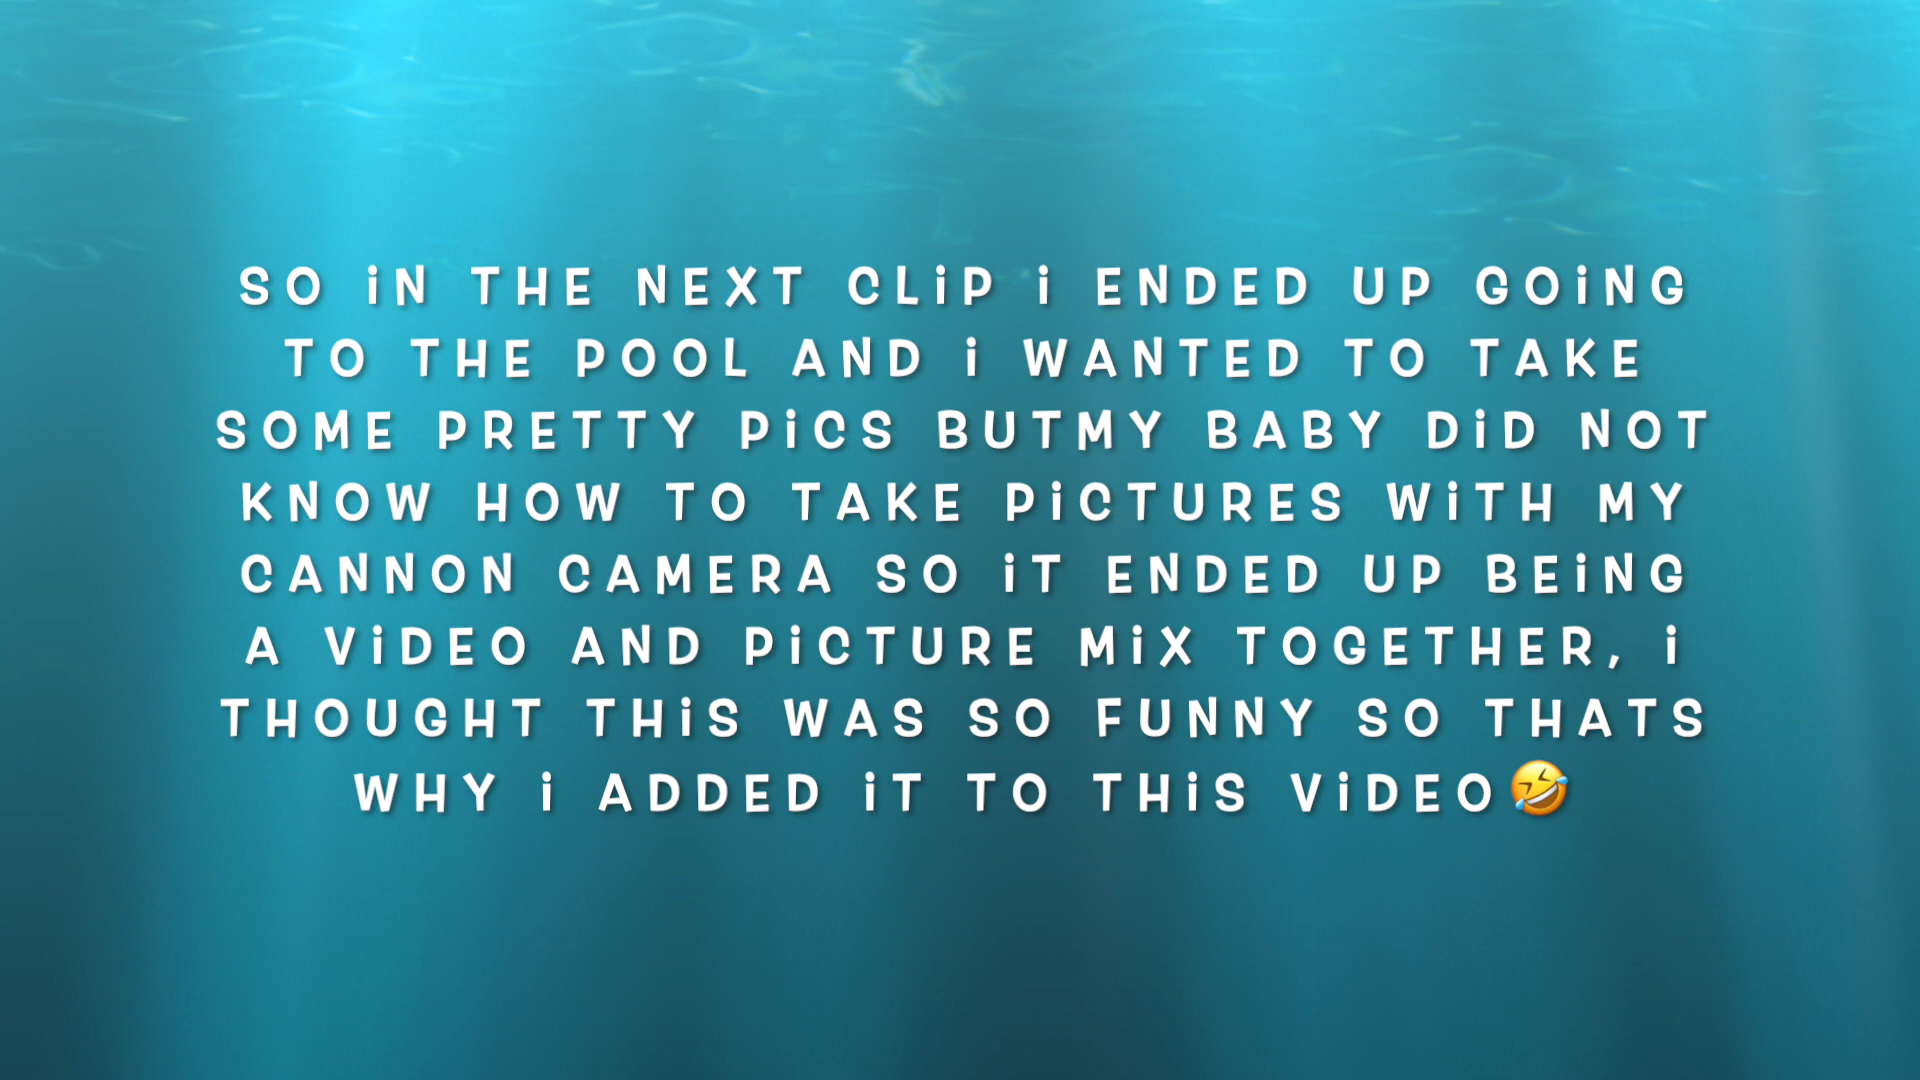 SO iN THE NEXT CLiP i ENDED UP GOiNG
TO THE POOL AND i WANTED TO TAKE
SOME PRETTY PiCS BUTMY BABY DiD NOT
KNOW HOW TO TAKE PiCTURES WiTH MY
CANNON CAMERA SO iT ENDED UP BEiNG
A ViDEO AND PiCTURE MiX TOGETHER, i
THOUGHT THiS WAS SO FUNNY SO THATS
WHY i ADDED iT TO THiS ViDEO🤣